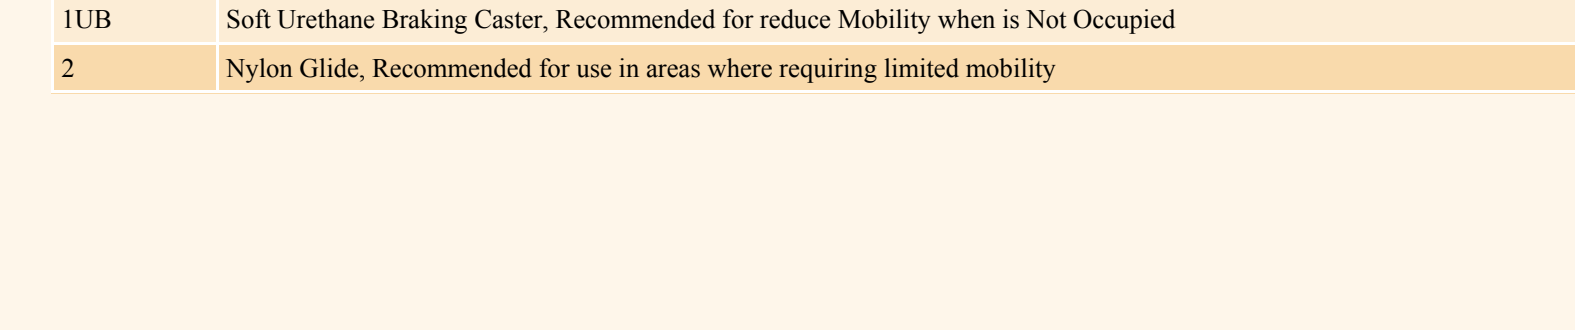 1UB Soft Urethane Braking Caster, Recommended for reduce Mobility when is Not Occupied
2 Nylon Glide, Recommended for use in areas where requiring limited mobility